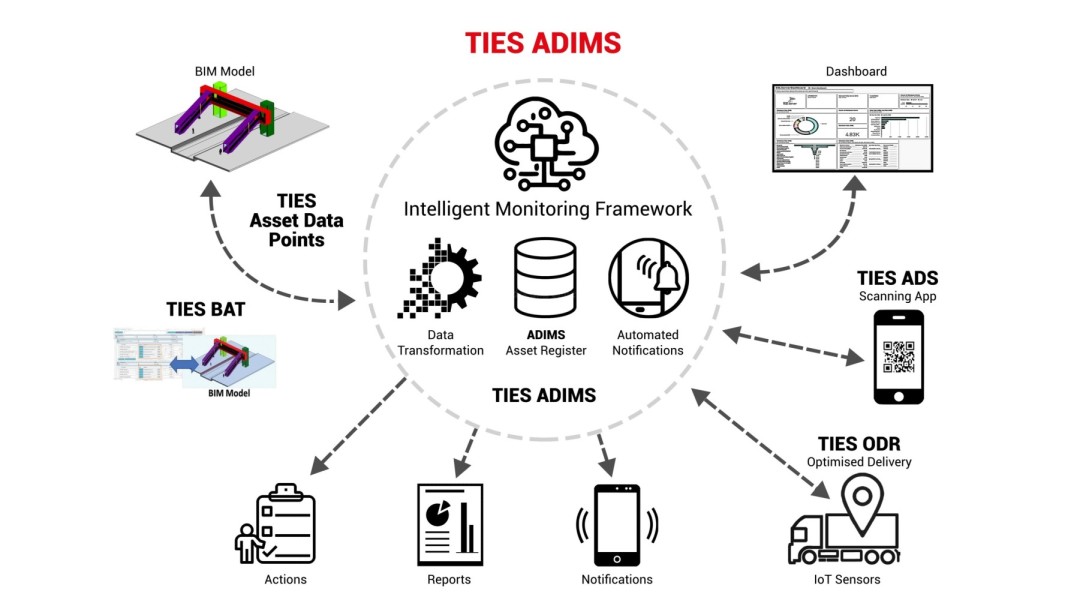 TIES ADIMS
BIM Model
Dashboard
20
4.93K
Intelligent Monitoring Framework
TIES
Asset Data
Points
TIES BAT
BIM Model
Data
Transformation
ADIMS
Asset Register
Automated
Notifications
TIES ADIMS
TIES ADS
Scanning App
TIES ODR
Optimised Delivery
Actions
Reports
Notifications
IoT Sensors